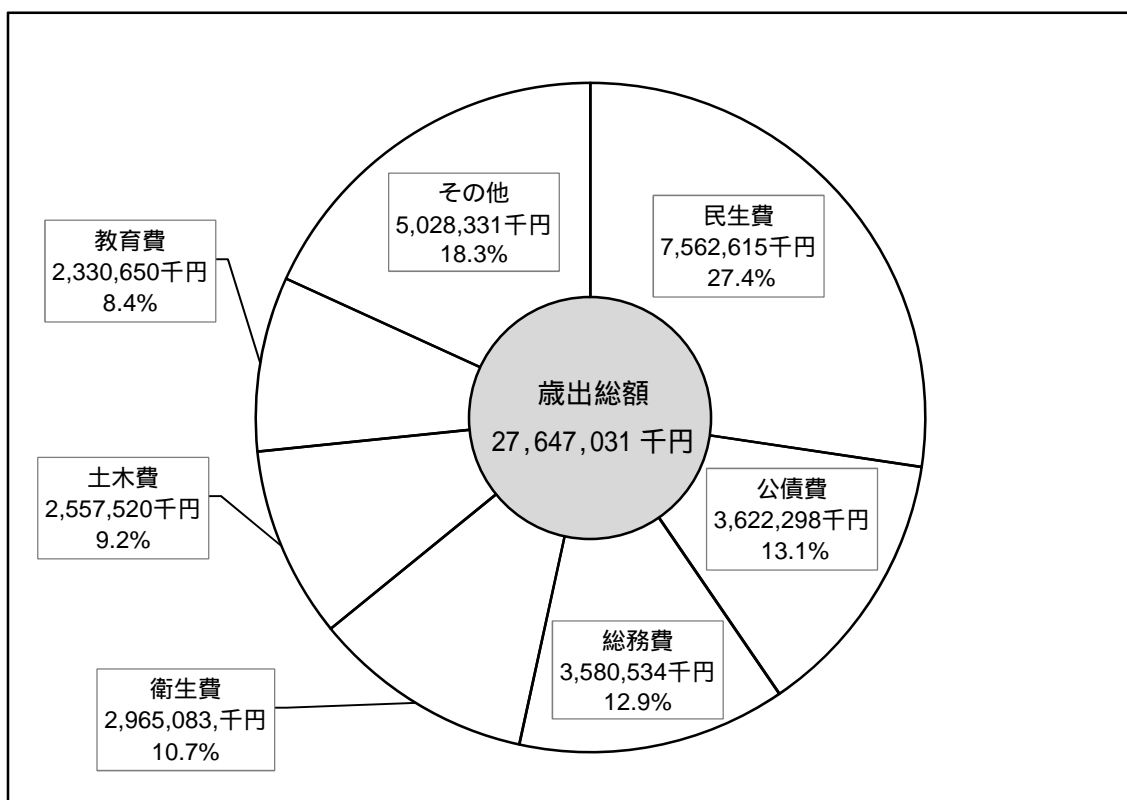 その他
5,028,331千円
18.3%
民生費
7,562,615千円
27.4%
教育費
2,330,650千円
8.4%
歳出総額
27,647,031 千円
土木費
2,557,520千円
9.2%
公債費
3,622,298千円
13.1%
総務費
3,580,534千円
12.9%
衛生費
2,965,083,千円
10.7%